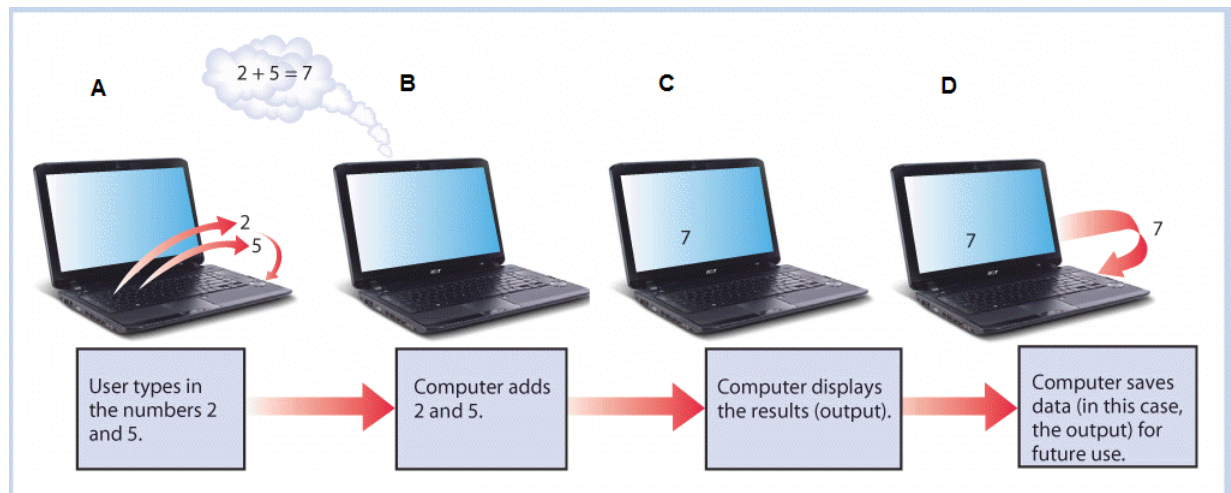 A
B
C
D
2 + 5 = 7
2
5
7
7
7
User types in
the numbers 2
and 5.
Computer adds
2 and 5.
Computer displays
the results (output).
Computer saves
data (in this case,
the output) for
future use.